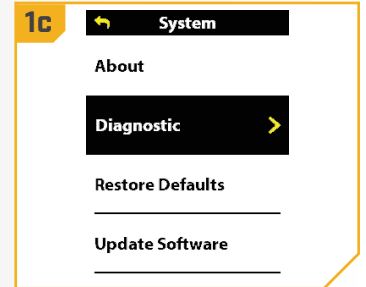 1c
System
About
Diagnostic
Restore Defaults
Update Software